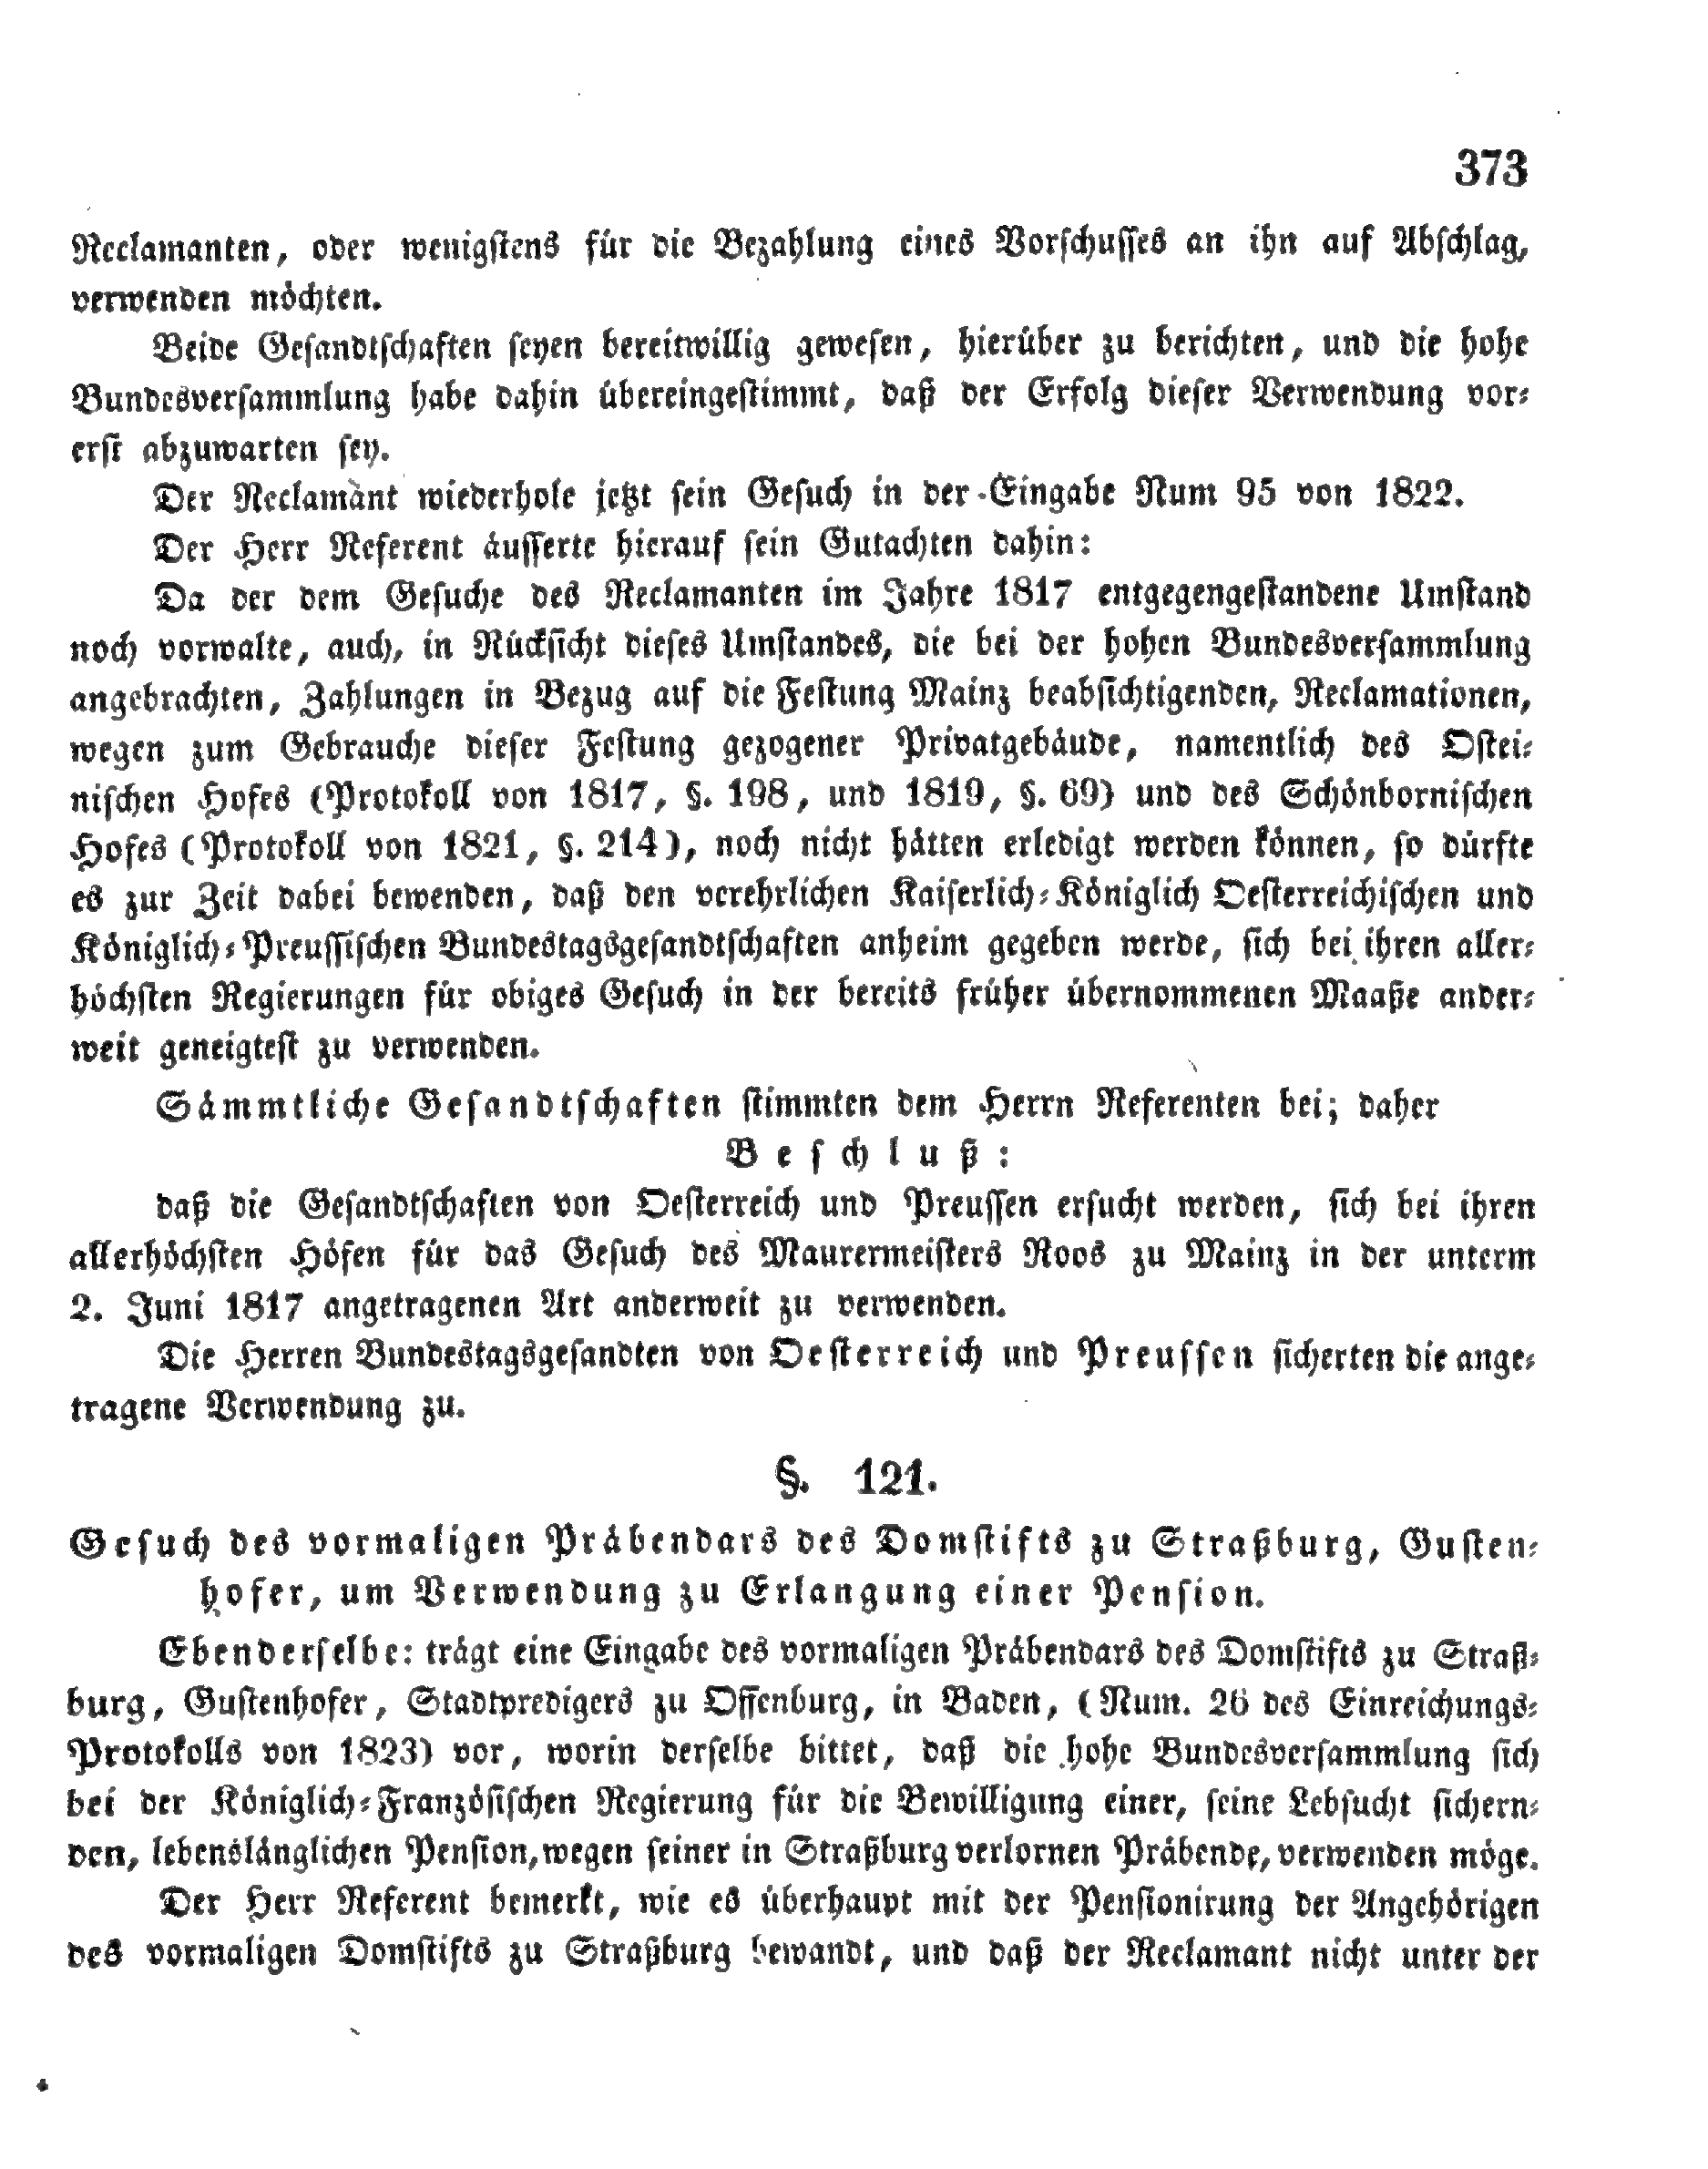 373
Reclamanten, oder wenigstens für die Bezahlung eines Vorschusses an ihn auf Abschlag,
verwenden möchten.
Beide Gesandtschaften seyen bereitwillig gewesen, hierüber zu berichten, und die hohe
Bundesversammlung habe dahin übereingestimmt, daß der Erfolg dieser Verwendung vor-
erst abzuwarten sey.
Der Reclamant wiederhole jetzt sein Gesuch in der Eingabe Num 95 von 1822.
Der Herr Referent äusserte hierauf sein Gutachten dahin:
Da der dem Gesuche des Reclamanten im Jahre 1817 entgegengestandene Umstand
noch vorwalte, auch, in Rücksicht dieses Umstandes, die bei der hohen Bundesversammlung
angebrachten, Zahlungen in Bezug auf die Festung Mainz beabsichtigenden, Reclamationen,
wegen zum Gebrauche dieser Festung gezogener Privatgebäude, namentlich des Ostei-
nischen Hofes (Protokoll von 1817, §. 198, und 1819, §. 69) und des Schönbornischen
Hofes (Protokoll von 1821, §. 214), noch nicht hätten erledigt werden können, so dürfte
es zur Zeit dabei bewenden, daß den verehrlichen Kaiserlich-Königlich Oesterreichischen und
Königlich-Preussischen Bundestagsgesandtschaften anheim gegeben werde, sich bei ihren aller-
höchsten Regierungen für obiges Gesuch in der bereits früher übernommenen Maaße ander-
weit geneigtest zu verwenden.
Sämmtliche Gesandtschaften stimmten dem Herrn Referenten bei; daher
Beschluß:
daß die Gesandtschaften von Oesterreich und Preussen ersucht werden, sich bei ihren
allerhöchsten Höfen für das Gesuch des Maurermeisters Roos zu Mainz in der unterm
2. Juni 1817 angetragenen Art anderweit zu verwenden.
Die Herren Bundestagsgesandten von Oesterreich und Preussen sicherten die ange-
tragene Verwendung zu.
§. 121.
Gesuch des vormaligen Präbendars des Domstifts zu Straßburg, Gusten-
hofer, um Verwendung zu Erlangung einer Pension.
Ebenderselbe: trägt eine Eingabe des vormaligen Präbendars des Domstifts zu Straß-
burg, Gustenhofer, Stadtpredigers zu Offenburg, in Baden, (Num. 26 des Einreichungs-
Protokolls von 1823) vor, worin derselbe bittet, daß die hohe Bundesversammlung sich
bei der Königlich-Französischen Regierung für die Bewilligung einer, seine Lebsucht sichern-
den, lebenslänglichen Pension, wegen seiner in Straßburg verlornen Präbende, verwenden möge.
Der Herr Referent bemerkt, wie es überhaupt mit der Pensionirung der Angehörigen
des vormaligen Domstifts zu Straßburg bewandt, und daß der Reclamant nicht unter der